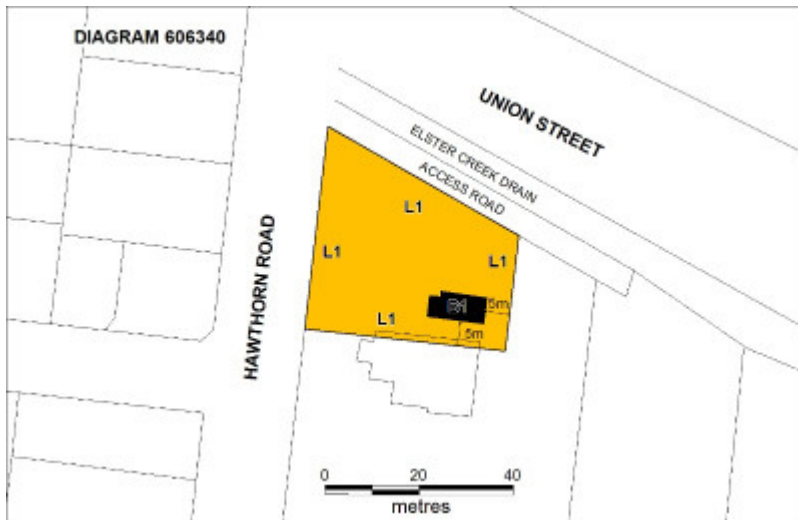 DIAGRAM 606340
UNION STREET
ELSTER CREEK DRAIN
ACCESS ROAD
HAWTHORN ROAD
L1
L1
L1
5m
L1
5m
0 20 40
metres